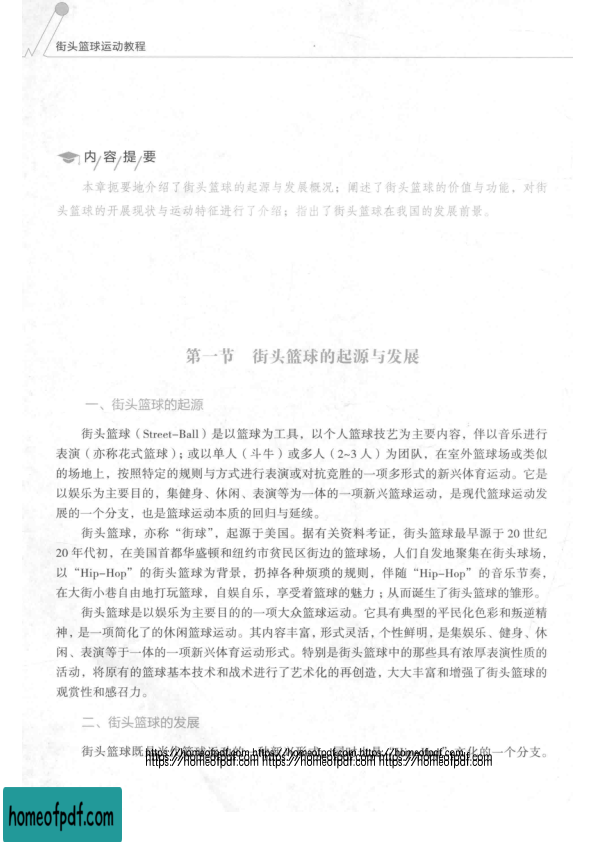 街头篮球运动教程
内/容/提/要
本章扼要地介绍了街头篮球的起源与发展概况；阐述了街头篮球的价值与功能，对街
头篮球的开展现状与运动特征进行了介绍；指出了街头篮球在我国的发展前景。
第一节　街头篮球的起源与发展
一、街头篮球的起源
街头篮球（Street-Ball）是以篮球为工具，以个人篮球技艺为主要内容，伴以音乐进行
表演（亦称花式篮球）；或以单人（斗牛）或多人（2~3人）为团队，在室外篮球场或类似
的场地上，按照特定的规则与方式进行表演或对抗竞胜的一项多形式的新兴体育运动。它是
以娱乐为主要目的，集健身、休闲、表演等为一体的一项新兴篮球运动，是现代篮球运动发
展的一个分支，也是篮球运动本质的回归与延续。
街头篮球，亦称“街球”，起源于美国。据有关资料考证，街头篮球最早源于20世纪
20年代初，在美国首都华盛顿和纽约市贫民区街边的篮球场，人们自发地聚集在街头球场，
以“Hip-Hop”的街头篮球为背景，扔掉各种烦琐的规则，伴随“Hip-Hop”的音乐节奏，
在大街小巷自由地打玩篮球，自娱自乐，享受着篮球的魅力；从而诞生了街头篮球的雏形。
街头篮球是以娱乐为主要目的的一项大众篮球运动。它具有典型的平民化色彩和叛逆精
神，是一项简化了的休闲篮球运动。其内容丰富，形式灵活，个性鲜明，是集娱乐、健身、休
闲、表演等于一体的一项新兴体育运动形式。特别是街头篮球中的那些具有浓厚表演性质的
活动，将原有的篮球基本技术和战术进行了艺术化的再创造，大大丰富和增强了街头篮球的
观赏性和感召力。
二、街头篮球的发展
街头篮球既是 文化的一个分支。
https://homeofpdf.com https://homeofpdf.com https://homeofpdf.com
https://homeofpdf.com https://homeofpdf.com https://homeofpdf.com
homeofpdf.com